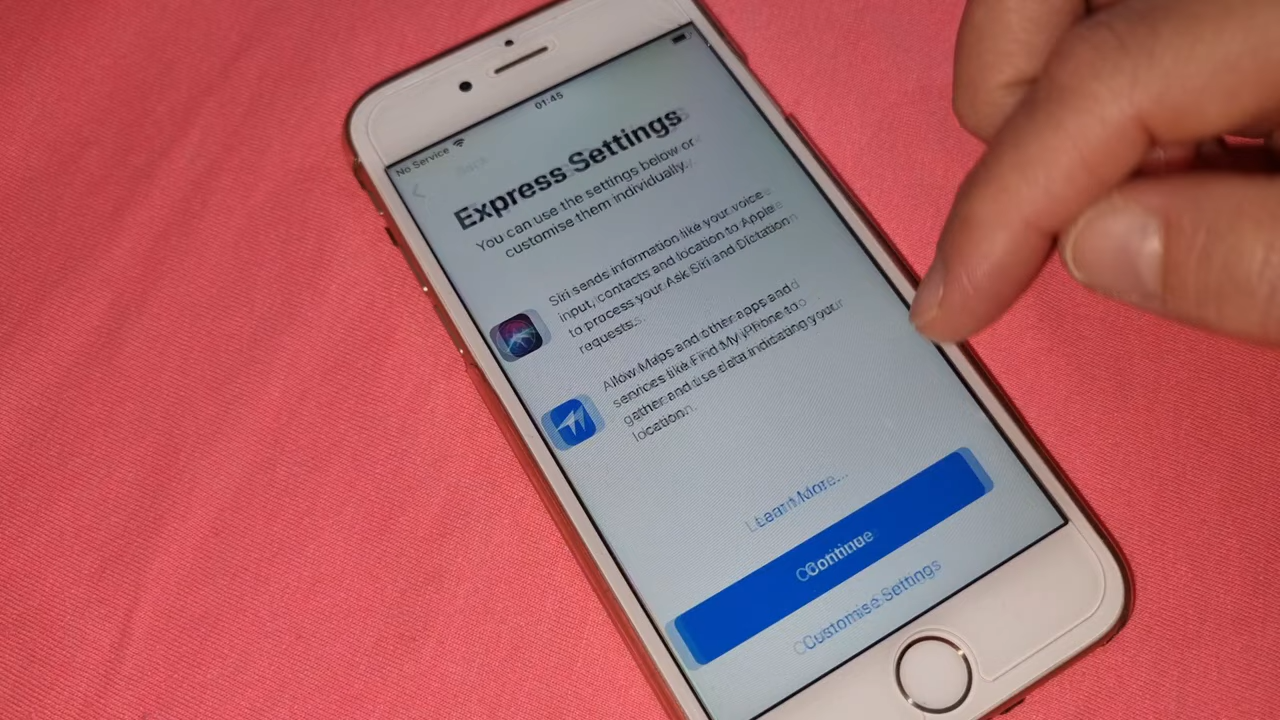 No Service
01:45
Back
Express Settings
You can use the settings below or
customise them individually.
Siri sends information like your voice
input, contacts and location to Apple
to process your Ask Siri and Dictation
requests.
Allow Maps and other apps and
services like Find My iPhone to
gather and use data indicating your
location.
Learn More...
Continue
Customise Settings